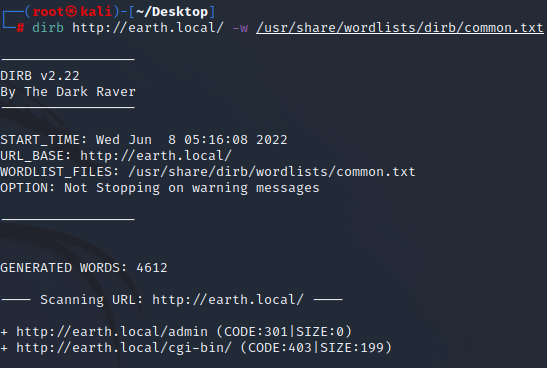 ┌──(root㉿kali)-[~/Desktop]
└─# dirb http://earth.local/ -w /usr/share/wordlists/dirb/common.txt
-----------------
DIRB v2.22
By The Dark Raver
-----------------
START_TIME: Wed Jun  8 05:16:08 2022
URL_BASE: http://earth.local/
WORDLIST_FILES: /usr/share/dirb/wordlists/common.txt
OPTION: Not Stopping on warning messages
-----------------
GENERATED WORDS: 4612
---- Scanning URL: http://earth.local/ ----
+ http://earth.local/admin (CODE:301|SIZE:0)
+ http://earth.local/cgi-bin/ (CODE:403|SIZE:199)